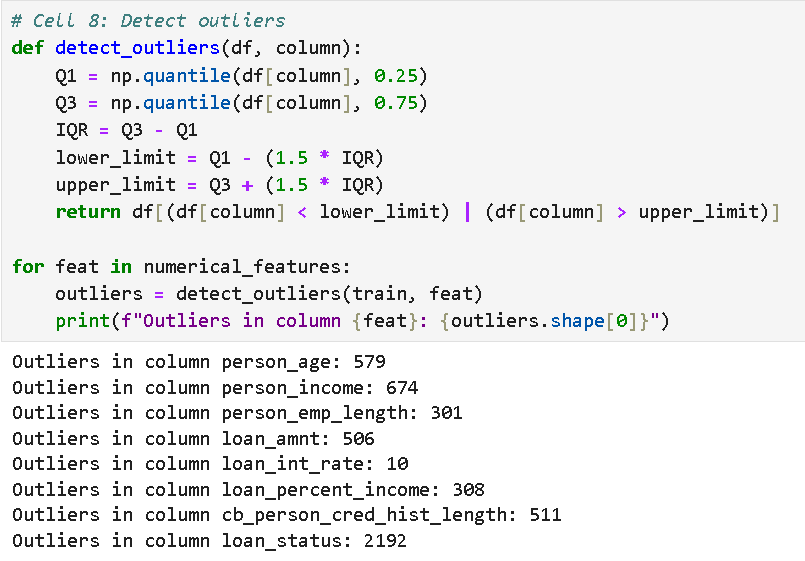 # Cell 8: Detect outliers
def detect_outliers(df, column):
    Q1 = np.quantile(df[column], 0.25)
    Q3 = np.quantile(df[column], 0.75)
    IQR = Q3 - Q1
    lower_limit = Q1 - (1.5 * IQR)
    upper_limit = Q3 + (1.5 * IQR)
    return df[(df[column] < lower_limit) | (df[column] > upper_limit)]

for feat in numerical_features:
    outliers = detect_outliers(train, feat)
    print(f"Outliers in column {feat}: {outliers.shape[0]}")
Outliers in column person_age: 579
Outliers in column person_income: 674
Outliers in column person_emp_length: 301
Outliers in column loan_amnt: 506
Outliers in column loan_int_rate: 10
Outliers in column loan_percent_income: 308
Outliers in column cb_person_cred_hist_length: 511
Outliers in column loan_status: 2192